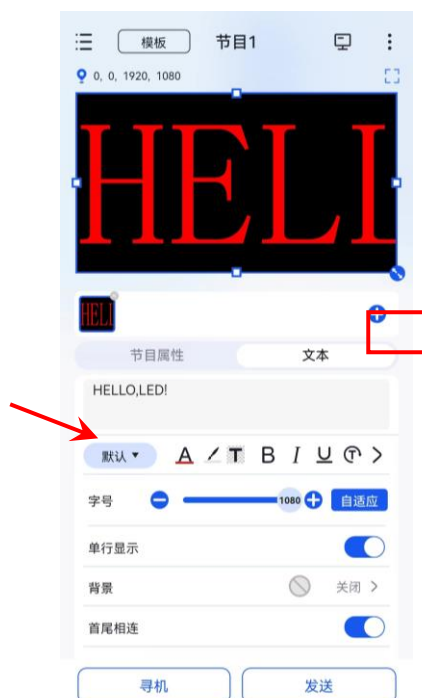 模板 节目1
0, 0, 1920, 1080
HELL
HELL
节目属性 文本
HELLO,LED!
默认 A T B I U T
字号 1080 自适应
单行显示
背景 关闭
首尾相连
寻机 发送